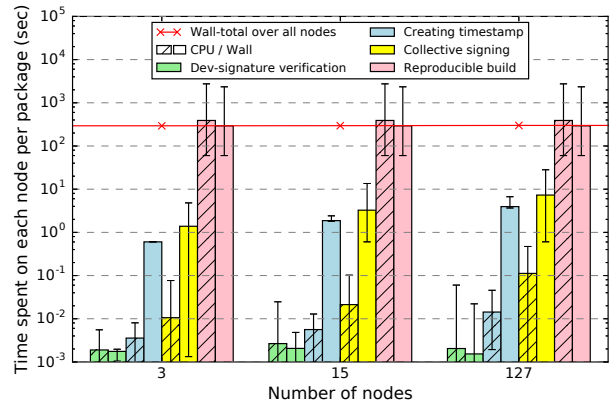 Time spent on each node per package (sec)
10^5
10^4
10^3
10^2
10^1
10^0
10^-1
10^-2
10^-3
Wall-total over all nodes
CPU / Wall
Dev-signature verification
Creating timestamp
Collective signing
Reproducible build
3 15 127
Number of nodes